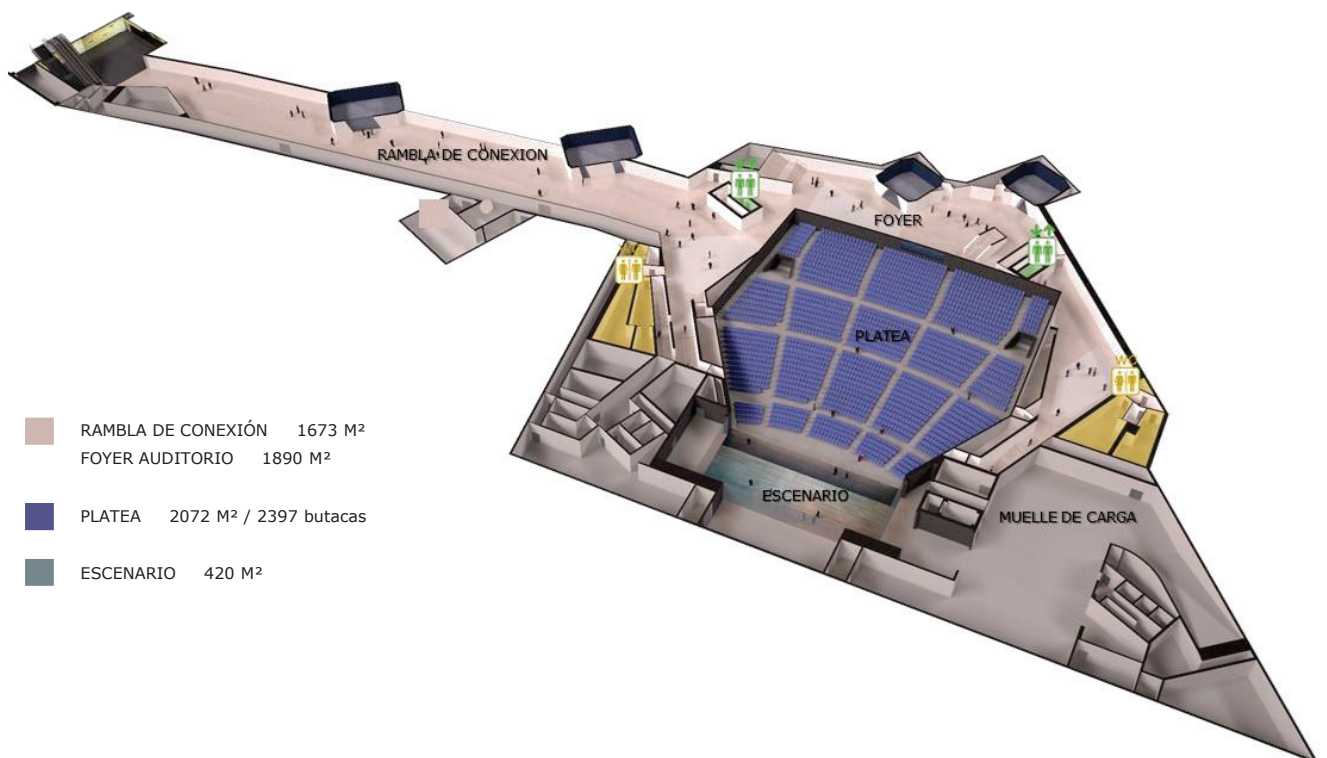 RAMBLA DE CONEXION
FOYER
PLATEA
WC
ESCENARIO
MUELLE DE CARGA
RAMBLA DE CONEXIÓN 1673 M²
FOYER AUDITORIO 1890 M²
PLATEA 2072 M² / 2397 butacas
ESCENARIO 420 M²